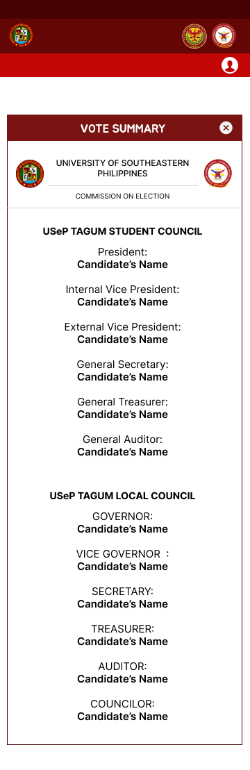 VOTE SUMMARY
UNIVERSITY OF SOUTHEASTERN
PHILIPPINES
COMMISSION ON ELECTION
USeP TAGUM STUDENT COUNCIL
President:
Candidate's Name
Internal Vice President:
Candidate's Name
External Vice President:
Candidate's Name
General Secretary:
Candidate's Name
General Treasurer:
Candidate's Name
General Auditor:
Candidate's Name
USeP TAGUM LOCAL COUNCIL
GOVERNOR:
Candidate's Name
VICE GOVERNOR :
Candidate's Name
SECRETARY:
Candidate's Name
TREASURER:
Candidate's Name
AUDITOR:
Candidate's Name
COUNCILOR:
Candidate's Name